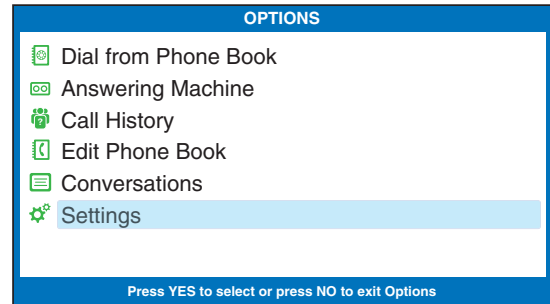 OPTIONS
Dial from Phone Book
Answering Machine
Call History
Edit Phone Book
Conversations
Settings
Press YES to select or press NO to exit Options